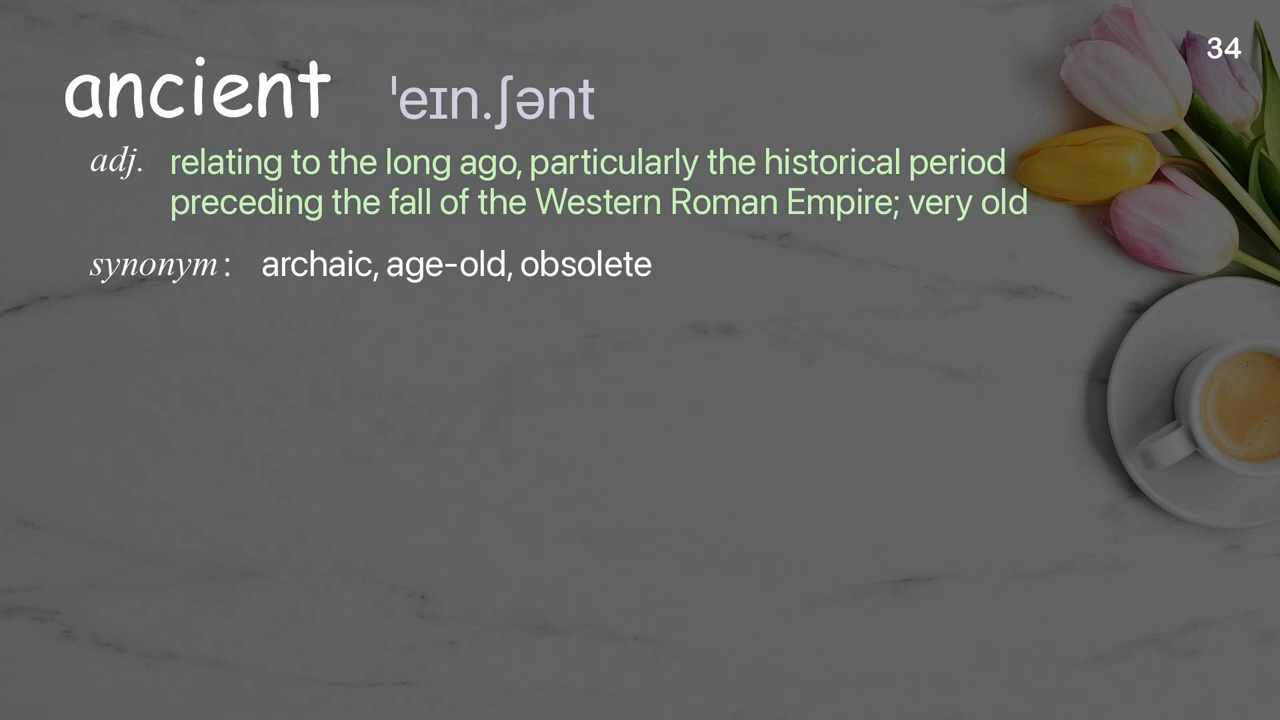 34
ancient ˈeɪn.ʃənt
adj. relating to the long ago, particularly the historical period
preceding the fall of the Western Roman Empire; very old
synonym: archaic, age-old, obsolete